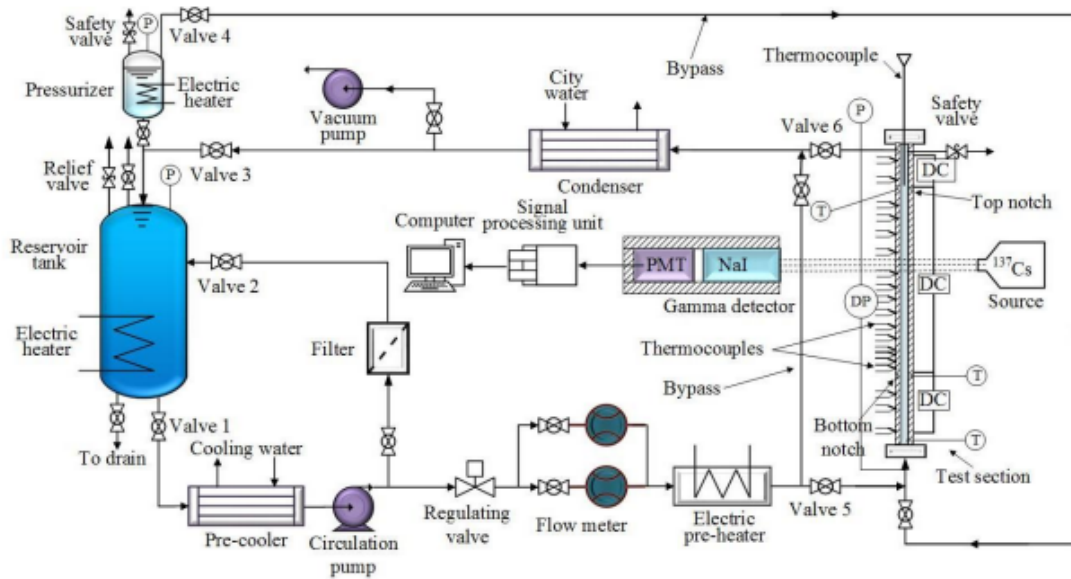 Safety
valve
P
Valve 4
Pressurizer
Electric
heater
Vacuum
pump
City
water
Condenser
Bypass
Thermocouple
P
Safety
valve
Valve 6
DC
Top notch
T
Relief
valve
P
Valve 3
Reservoir
tank
Valve 2
Computer
Signal
processing unit
PMT
NaI
Gamma detector
¹³⁷Cs
Source
DC
DP
Electric
heater
Filter
Thermocouples
Bypass
T
DC
Bottom
notch
T
Test section
To drain
Valve 1
Cooling water
Pre-cooler
Circulation
pump
Regulating
valve
Flow meter
Electric
pre-heater
Valve 5